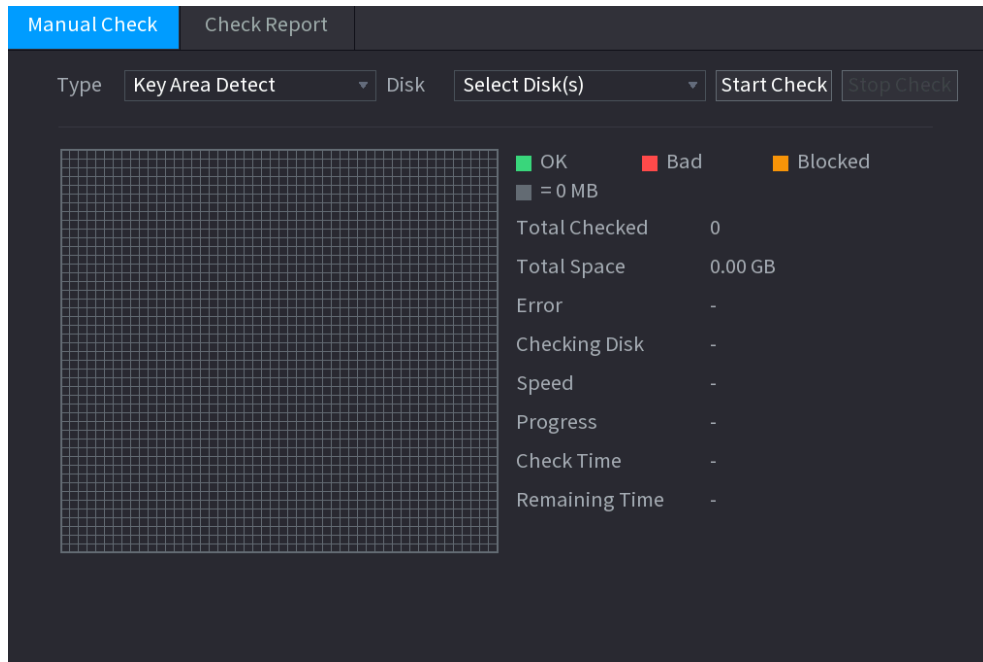 Manual Check Check Report
Type Key Area Detect Disk Select Disk(s) Start Check Stop Check
OK Bad Blocked
= 0 MB
Total Checked 0
Total Space 0.00 GB
Error -
Checking Disk -
Speed -
Progress -
Check Time -
Remaining Time -